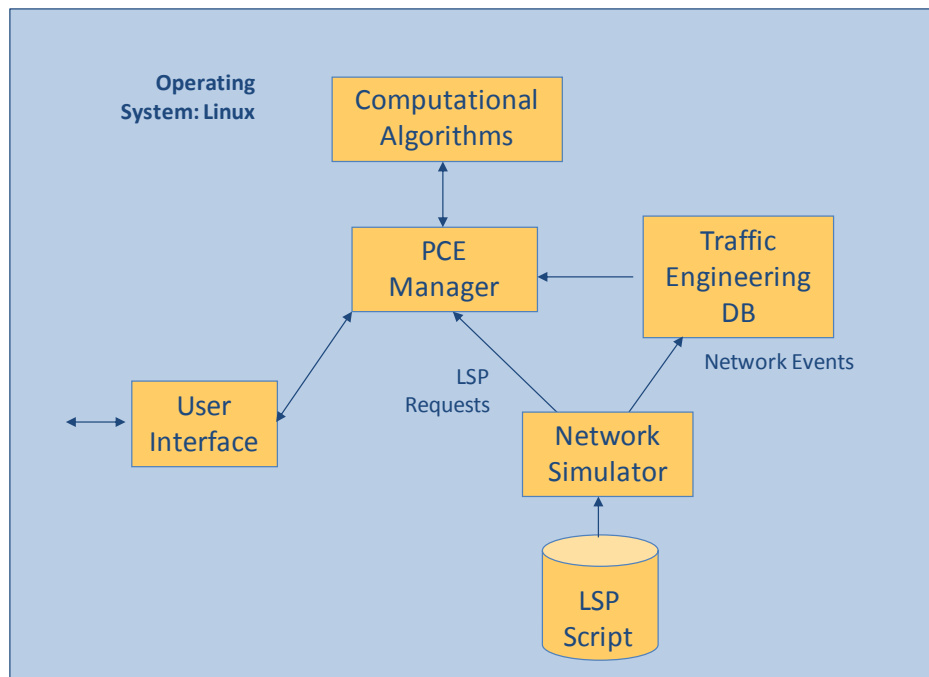 Operating
System: Linux
Computational
Algorithms
PCE
Manager
Traffic
Engineering
DB
Network Events
LSP
Requests
User
Interface
Network
Simulator
LSP
Script